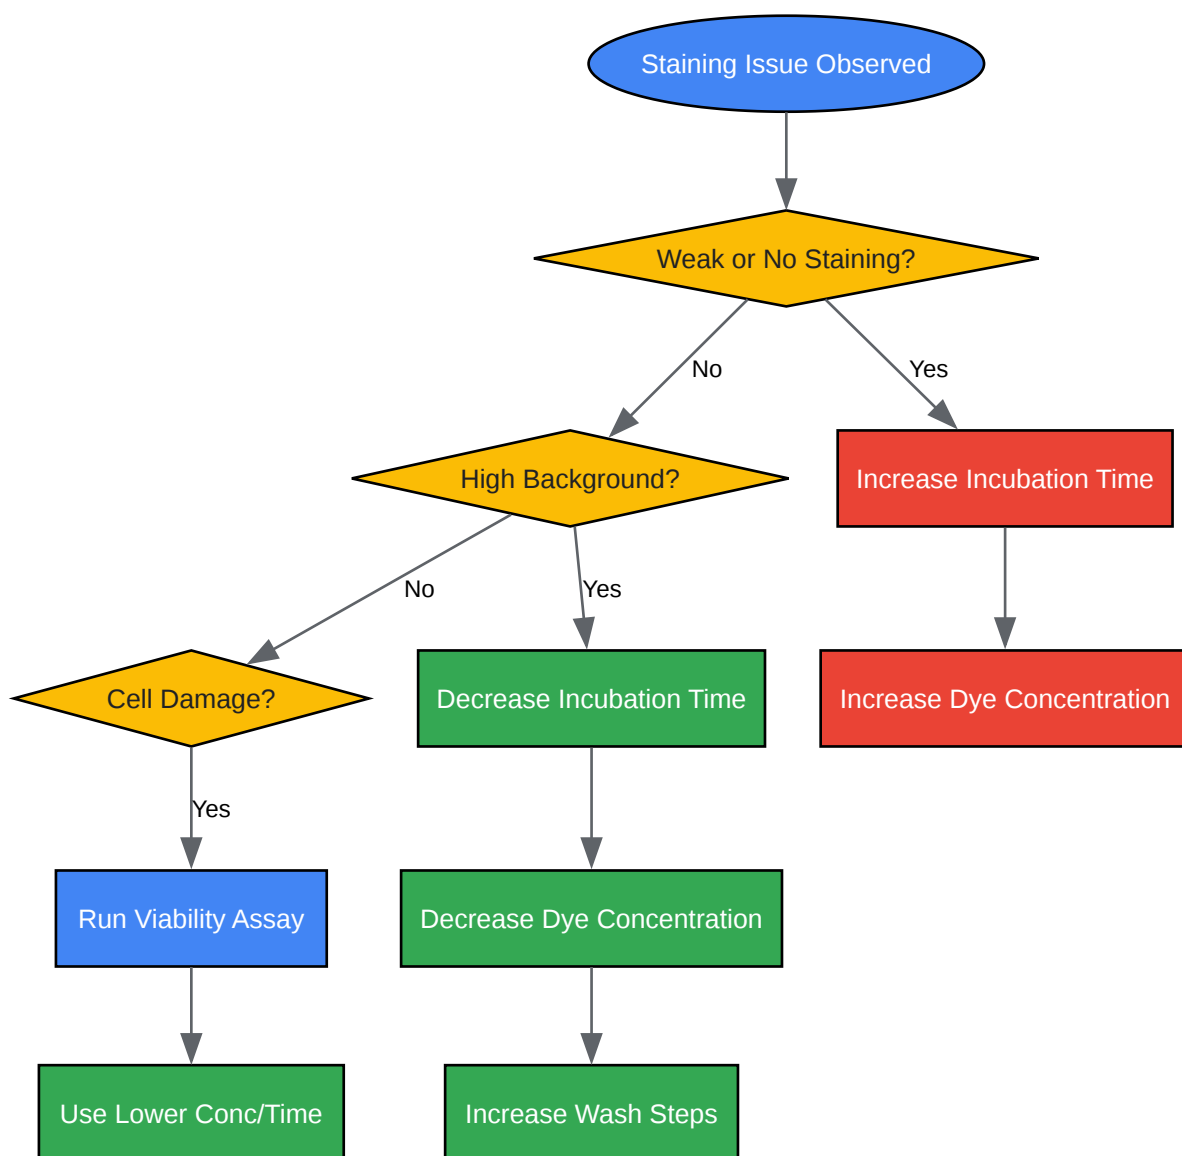 Staining Issue Observed
Weak or No Staining?
No
Yes
High Background?
Increase Incubation Time
No
Yes
Cell Damage?
Decrease Incubation Time
Increase Dye Concentration
Yes
Run Viability Assay
Decrease Dye Concentration
Use Lower Conc/Time
Increase Wash Steps